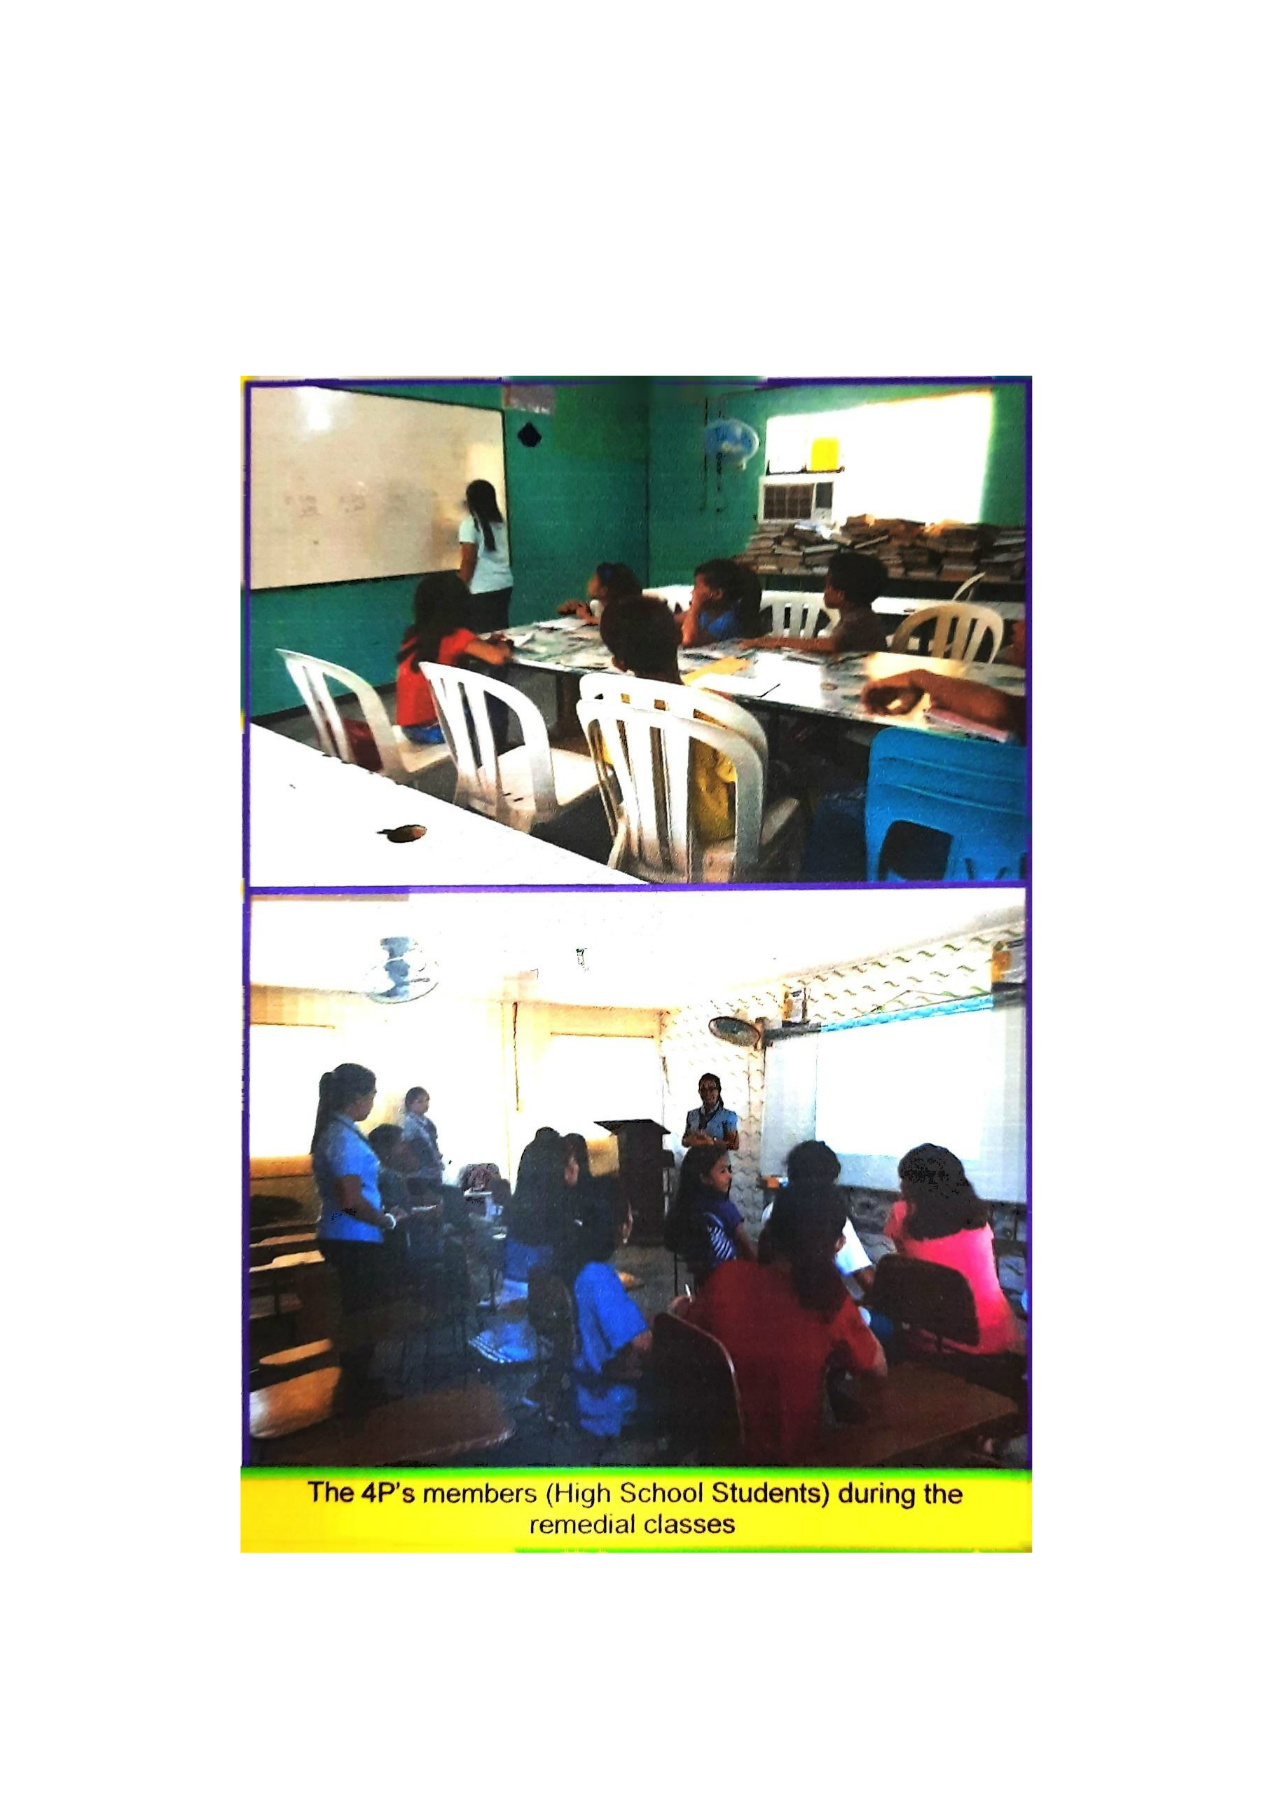 The 4P's members (High School Students) during the
remedial classes